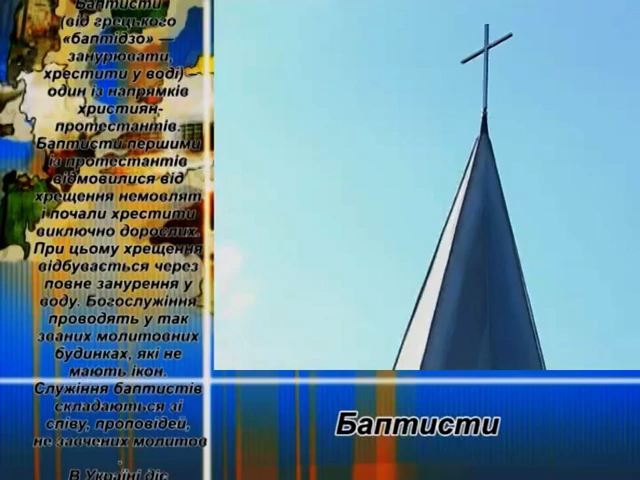 Баптисти
(від грецького
«баптідзо» —
занурювати,
хрестити у воді)
один із напрямків
християн-
протестантів.
Баптисти першими
із протестантів
відмовилися від
хрещення немовлят
і почали хрестити
виключно дорослих.
При цьому хрещення
відбувається через
повне занурення у
воду. Богослужіння
проводять у так
званих молитовних
будинках, які не
мають ікон.
Служіння баптистів
складаються зі
співу, проповідей,
не завчених молитов
.
В Україні діє
Баптисти